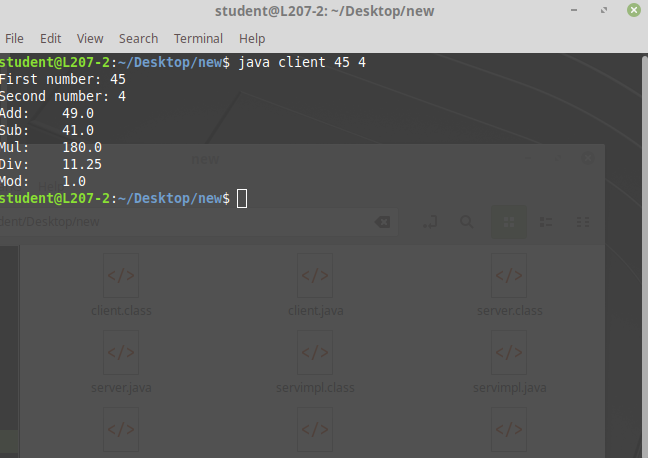 student@L207-2: ~/Desktop/new
File Edit View Search Terminal Help
student@L207-2:~/Desktop/new$ java client 45 4
First number: 45
Second number: 4
Add: 49.0
Sub: 41.0
Mul: 180.0
Div: 11.25
Mod: 1.0
student@L207-2:~/Desktop/new$
new
dent/Desktop/new
client.class client.java server.class
server.java servimpl.class servimpl.java